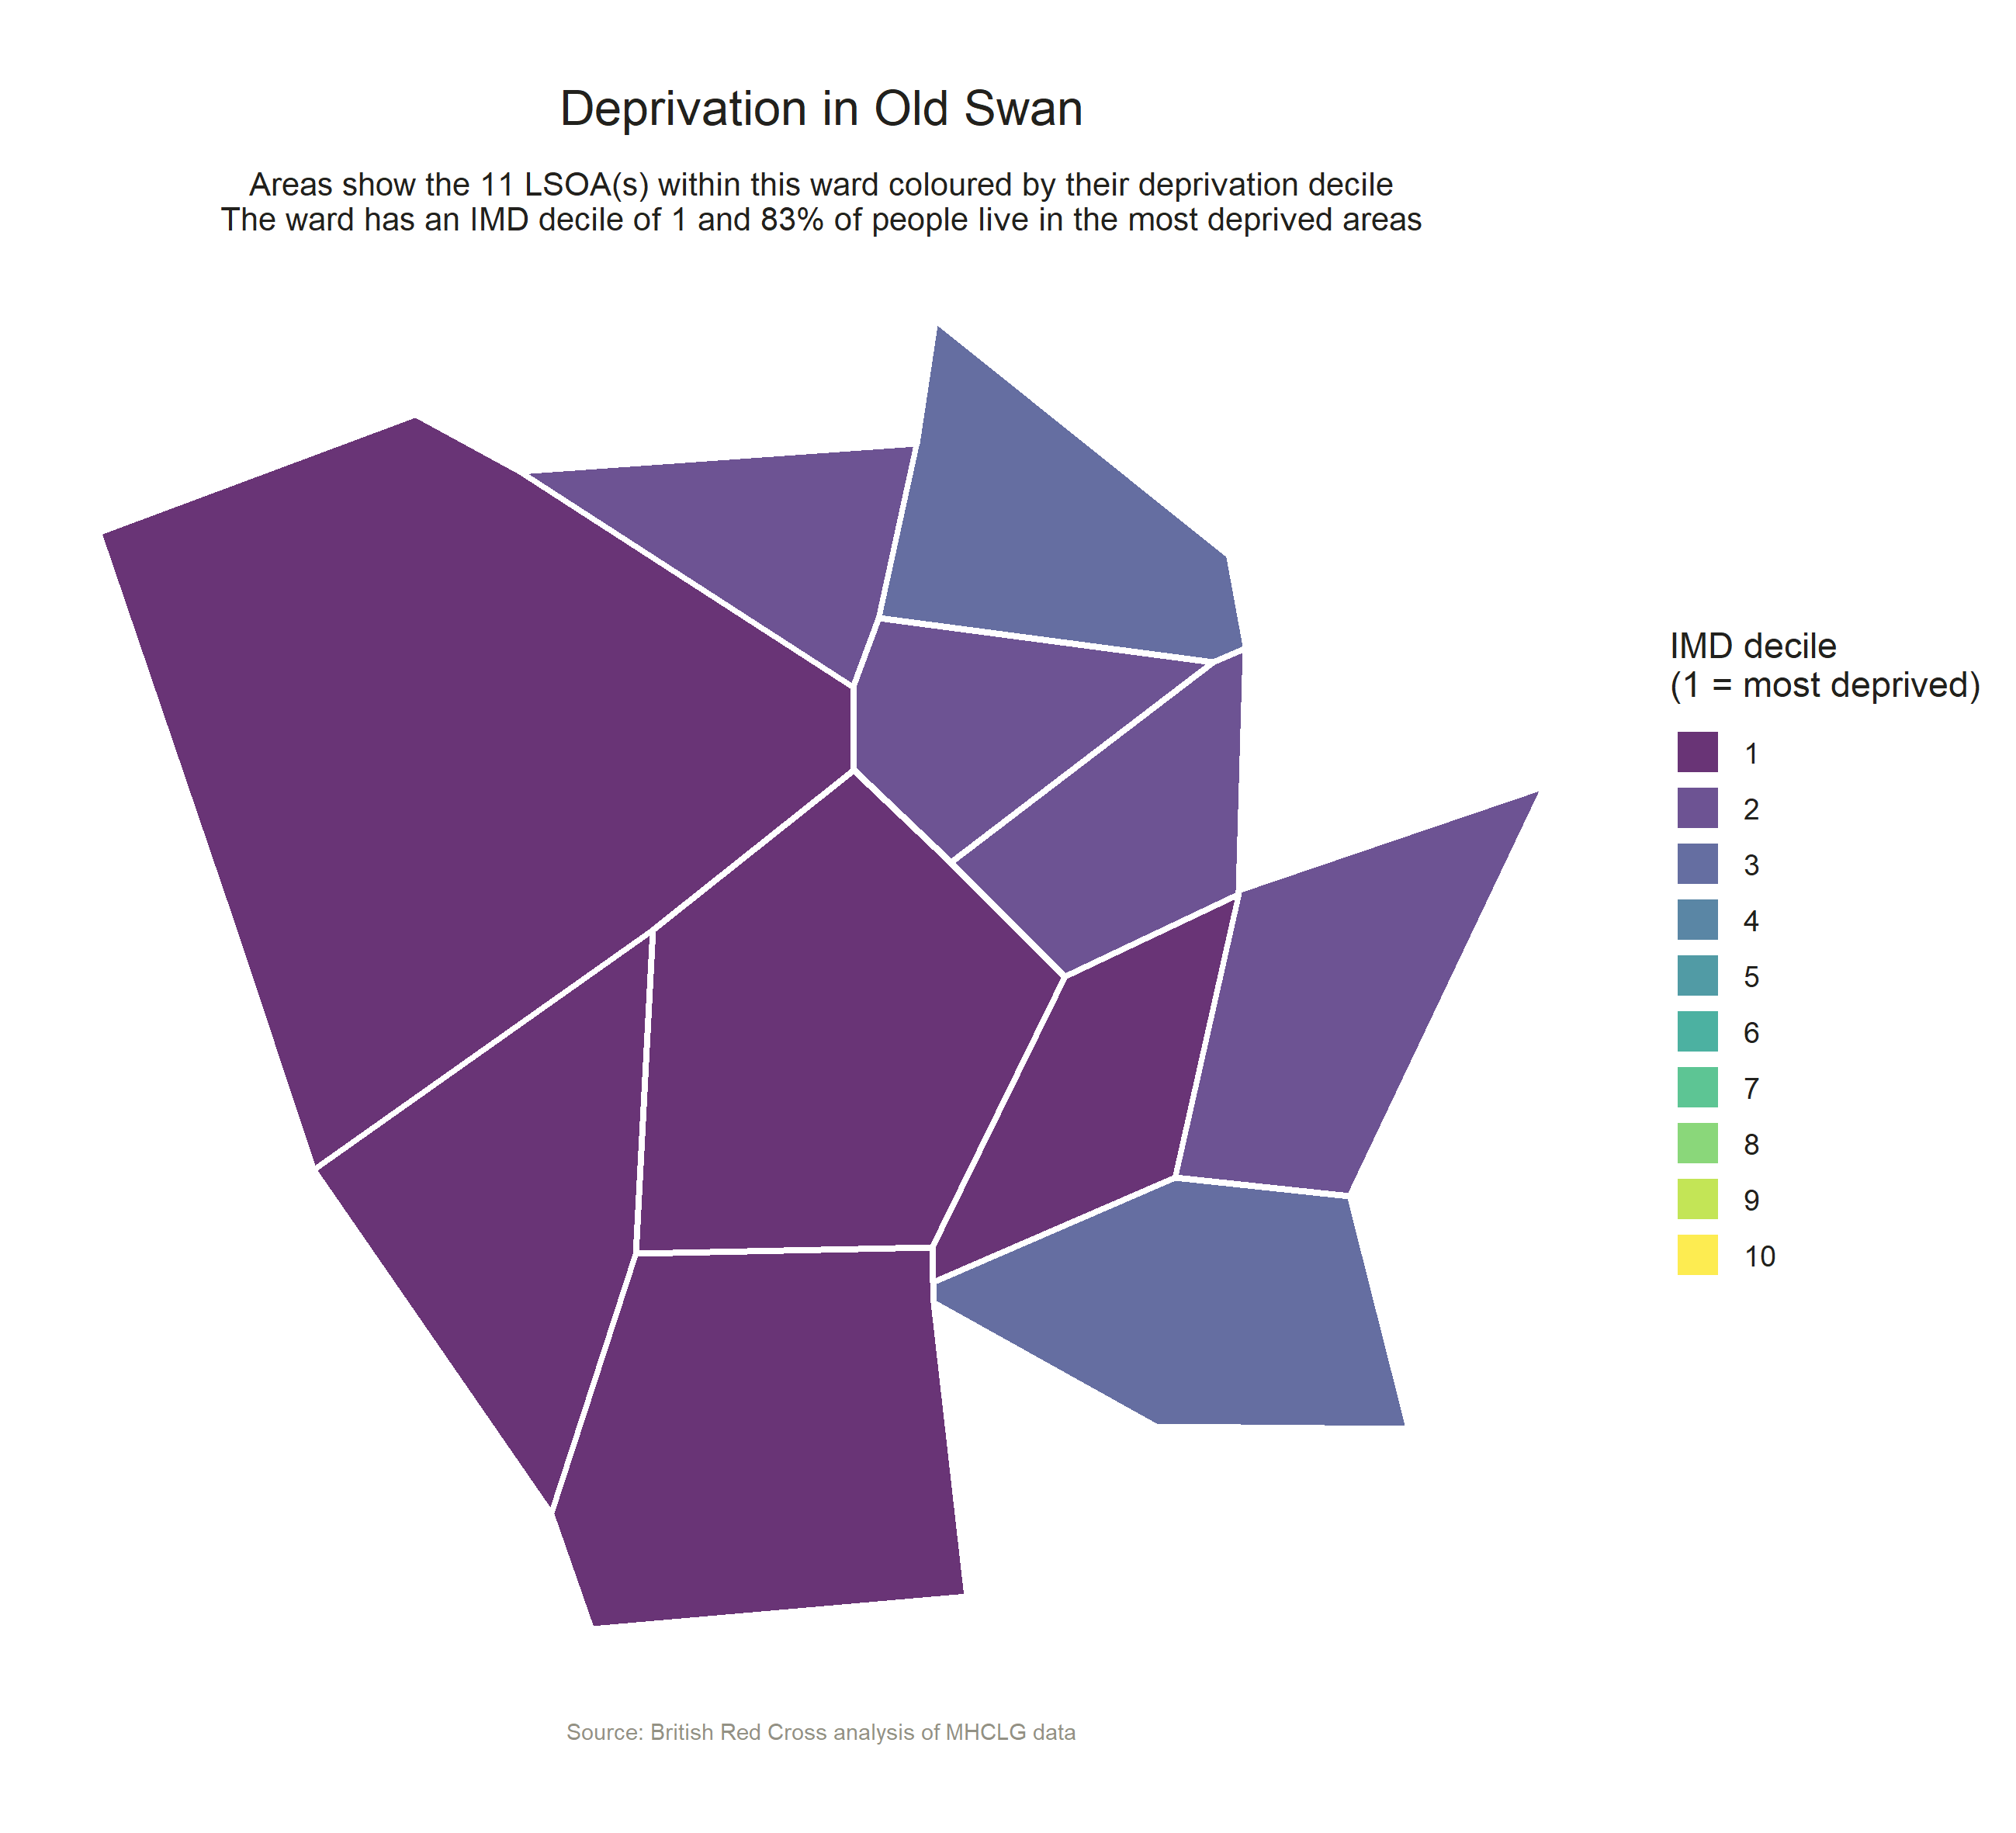 Deprivation in Old Swan
Areas show the 11 LSOA(s) within this ward coloured by their deprivation decile
The ward has an IMD decile of 1 and 83% of people live in the most deprived areas
IMD decile
(1 = most deprived)
1
2
3
4
5
6
7
8
9
10
Source: British Red Cross analysis of MHCLG data